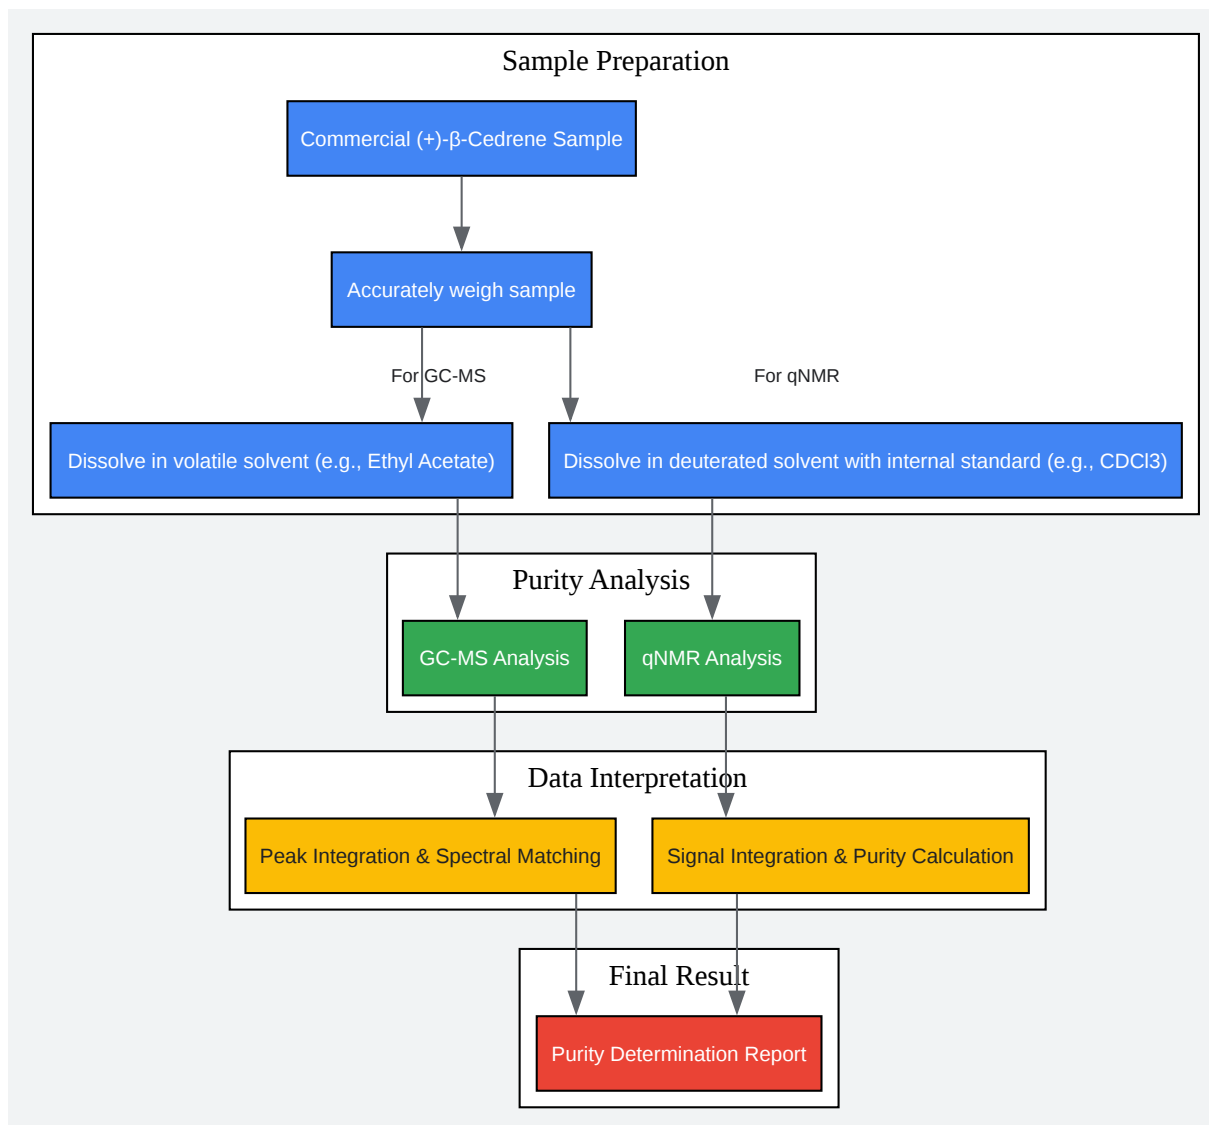 Sample Preparation
Commercial (+)-β-Cedrene Sample
Accurately weigh sample
For GC-MS
For qNMR
Dissolve in volatile solvent (e.g., Ethyl Acetate)
Dissolve in deuterated solvent with internal standard (e.g., CDCl3)
Purity Analysis
GC-MS Analysis
qNMR Analysis
Data Interpretation
Peak Integration & Spectral Matching
Signal Integration & Purity Calculation
Final Result
Purity Determination Report